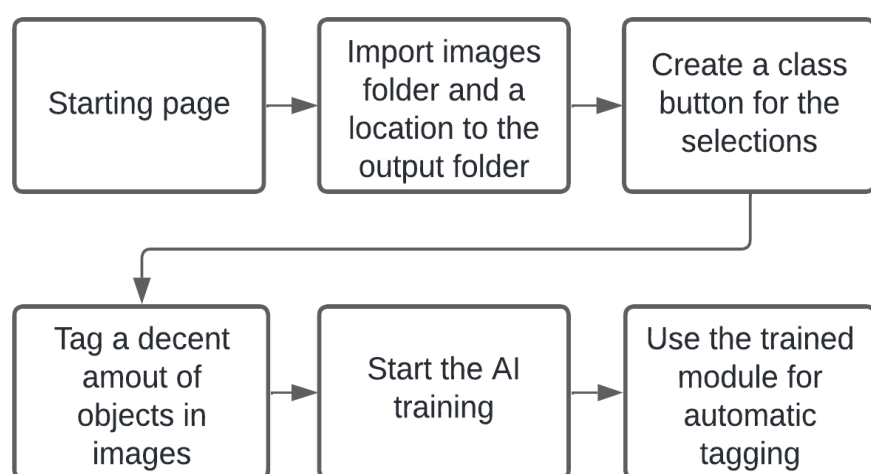 Starting page
Import images
folder and a
location to the
output folder
Create a class
button for the
selections
Tag a decent
amout of
objects in
images
Start the AI
training
Use the trained
module for
automatic
tagging